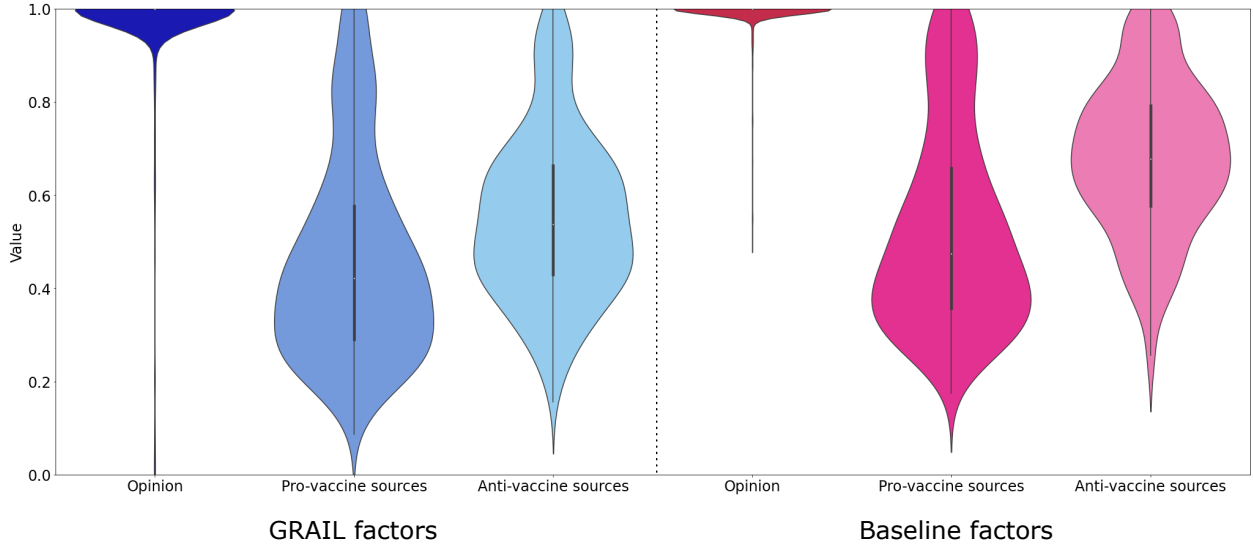 1.0
0.8
0.6
0.4
0.2
0.0
Value
Opinion Pro-vaccine sources Anti-vaccine sources Opinion Pro-vaccine sources Anti-vaccine sources
GRAIL factors Baseline factors